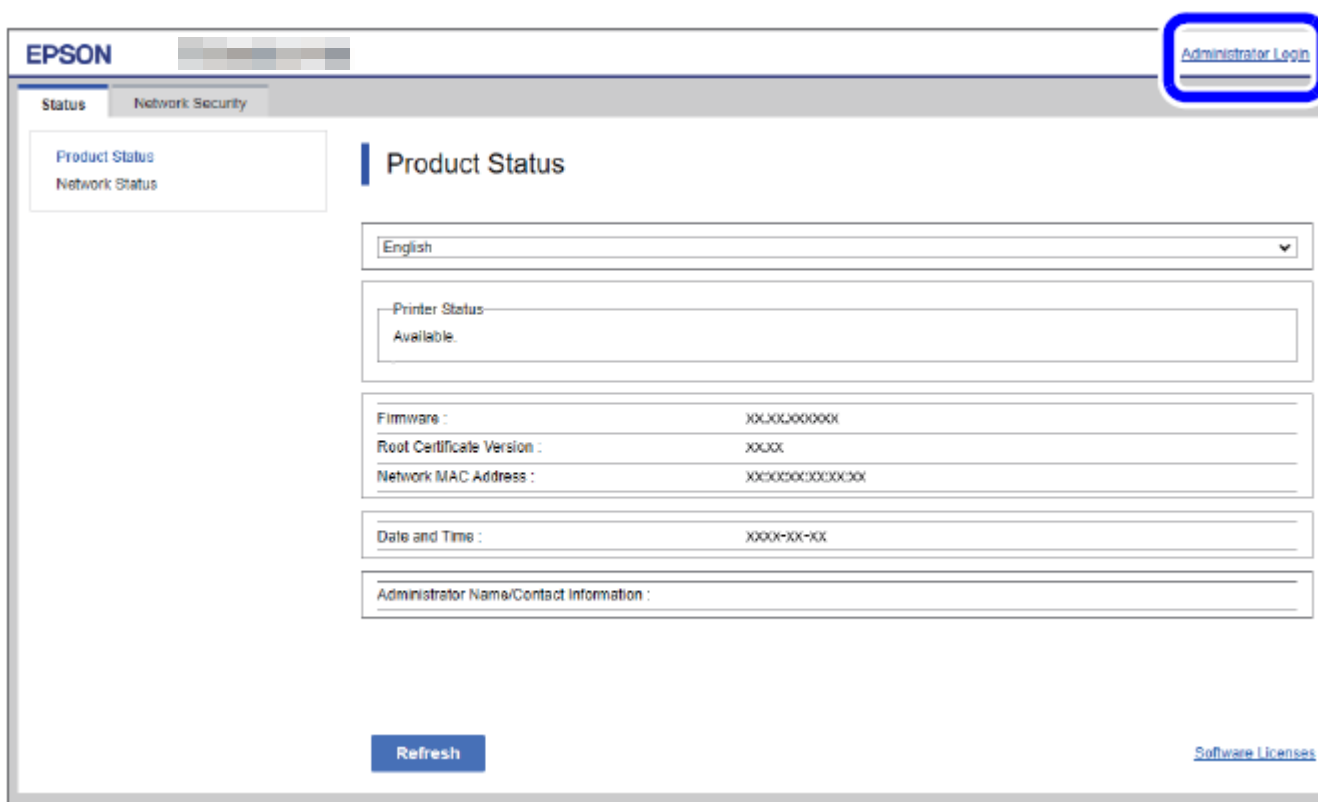 EPSON
Administrator Login
Status Network Security
Product Status
Network Status
Product Status
English
Printer Status
Available.
Firmware : XX.XX.XXXXXX
Root Certificate Version : XX.XX
Network MAC Address : XX:XX:XX:XX:XX:XX
Date and Time : XXXX-XX-XX
Administrator Name/Contact Information :
Refresh
Software Licenses